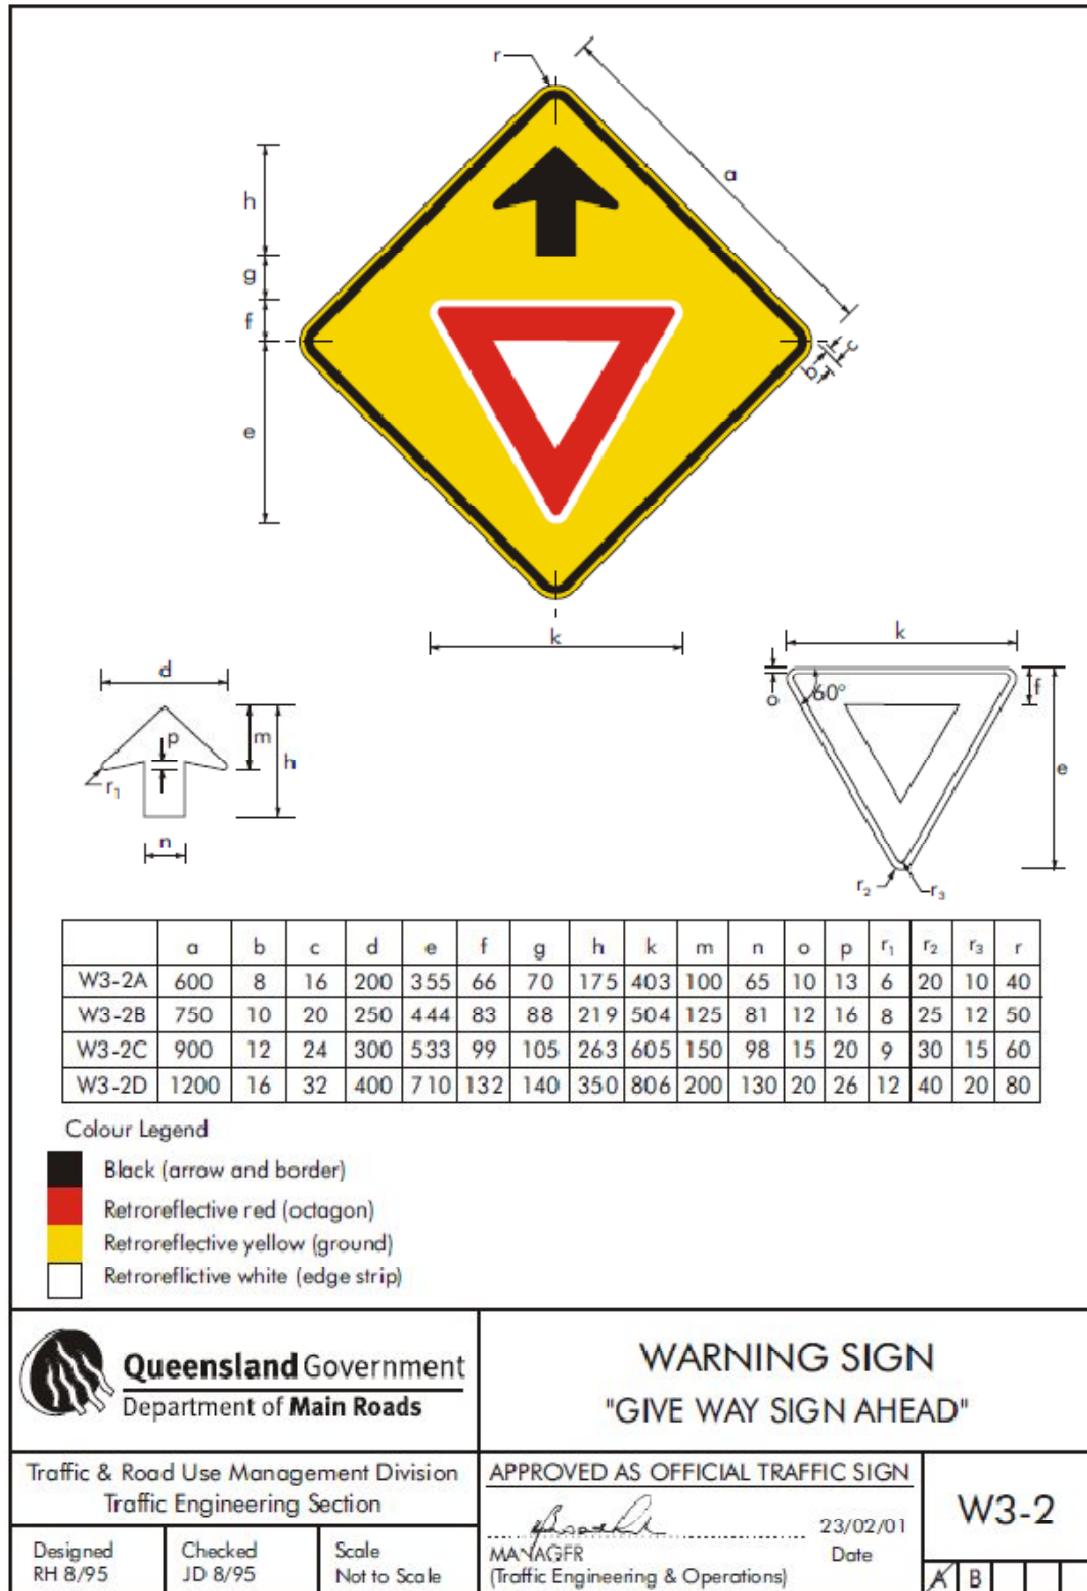 r
a
h
g
f
e
b
c
k
d
p
m
h
r1
n
k
o
60°
f
e
r2
r3
a b c d e f g h k m n o p r1 r2 r3 r
W3-2A 600 8 16 200 355 66 70 175 403 100 65 10 13 6 20 10 40
W3-2B 750 10 20 250 444 83 88 219 504 125 81 12 16 8 25 12 50
W3-2C 900 12 24 300 533 99 105 263 605 150 98 15 20 9 30 15 60
W3-2D 1200 16 32 400 710 132 140 350 806 200 130 20 26 12 40 20 80
Colour Legend
Black (arrow and border)
Retroreflective red (octagon)
Retroreflective yellow (ground)
Retroreflictive white (edge strip)
Queensland Government
Department of Main Roads
WARNING SIGN
"GIVE WAY SIGN AHEAD"
Traffic & Road Use Management Division
Traffic Engineering Section
APPROVED AS OFFICIAL TRAFFIC SIGN
23/02/01
MANAGER
Date
(Traffic Engineering & Operations)
W3-2
Designed
RH 8/95
Checked
JD 8/95
Scale
Not to Scale
A B